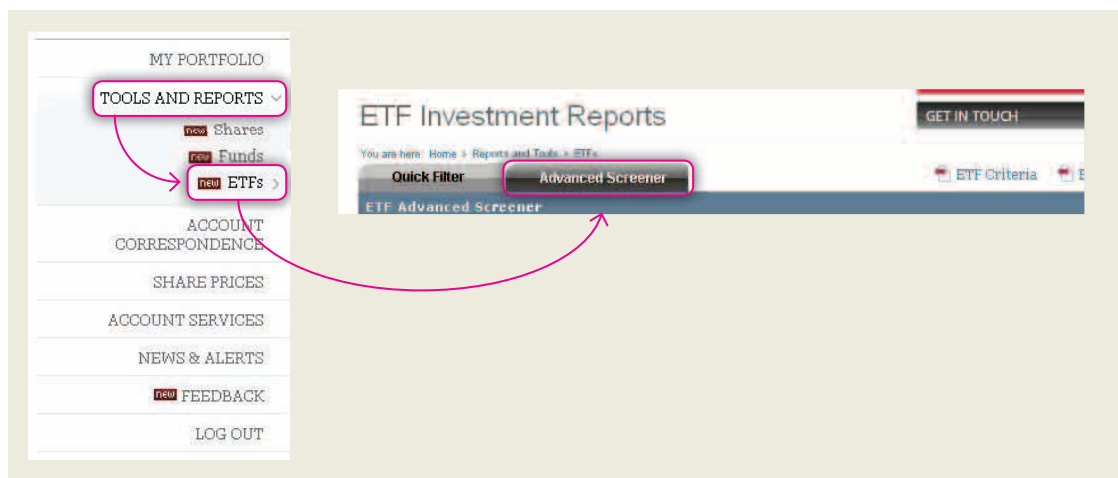 MY PORTFOLIO
TOOLS AND REPORTS
new Shares
new Funds
new ETFs
ACCOUNT
CORRESPONDENCE
SHARE PRICES
ACCOUNT SERVICES
NEWS & ALERTS
new FEEDBACK
LOG OUT
ETF Investment Reports
GET IN TOUCH
You are here: Home > Reports and Tools > ETFs
Quick Filter
Advanced Screener
ETF Criteria
ETF Advanced Screener